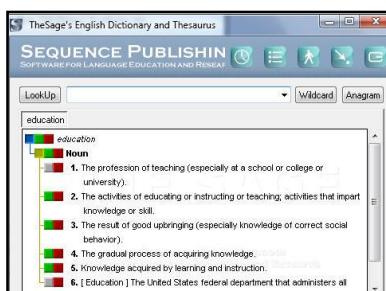 TheSage's English Dictionary and Thesaurus
SEQUENCE PUBLISHIN
SOFTWARE FOR LANGUAGE EDUCATION AND RESEAR
LookUp Wildcard Anagram
education
education
Noun
1. The profession of teaching (especially at a school or college or
university).
2. The activities of educating or instructing or teaching; activities that impart
knowledge or skill.
3. The result of good upbringing (especially knowledge of correct social
behavior).
4. The gradual process of acquiring knowledge.
5. Knowledge acquired by learning and instruction.
6. [ Education ] The United States federal department that administers all